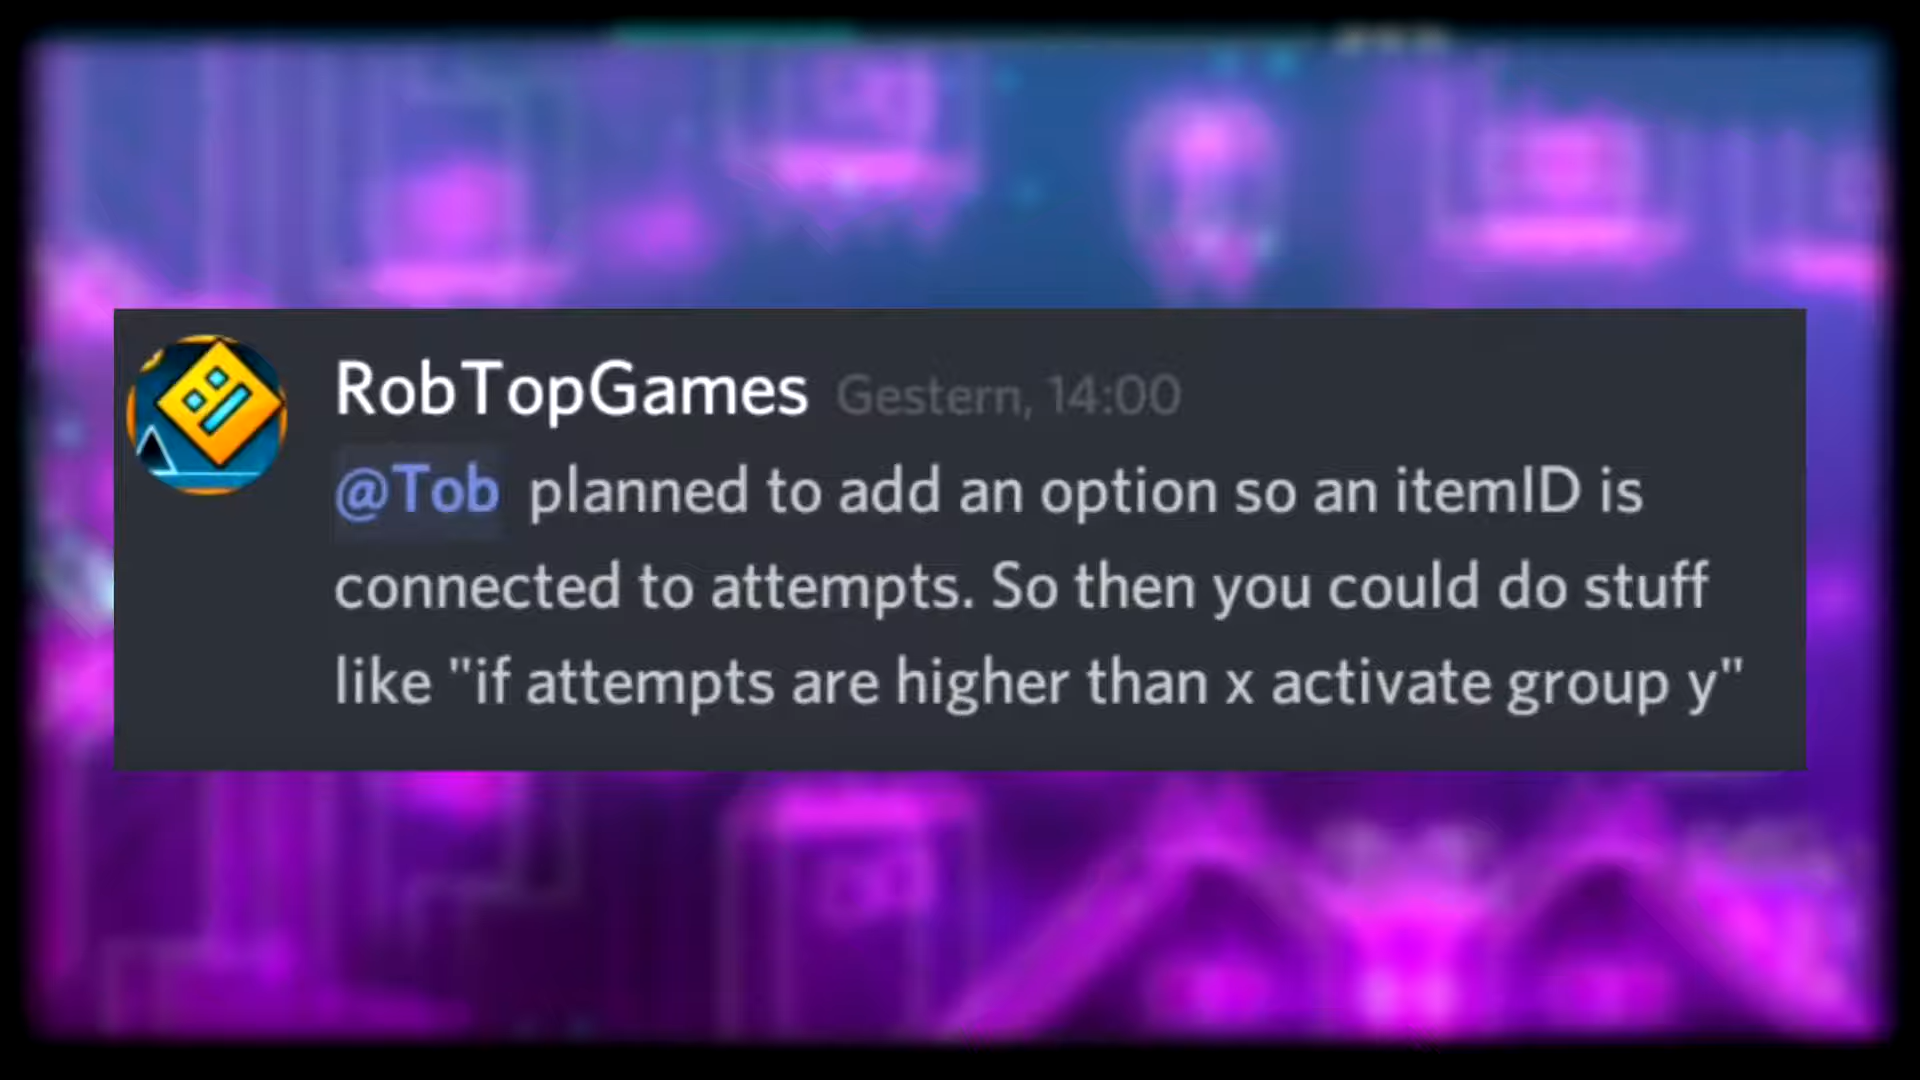 RobTopGames Gestern, 14:00
@Tob planned to add an option so an itemID is
connected to attempts. So then you could do stuff
like "if attempts are higher than x activate group y"